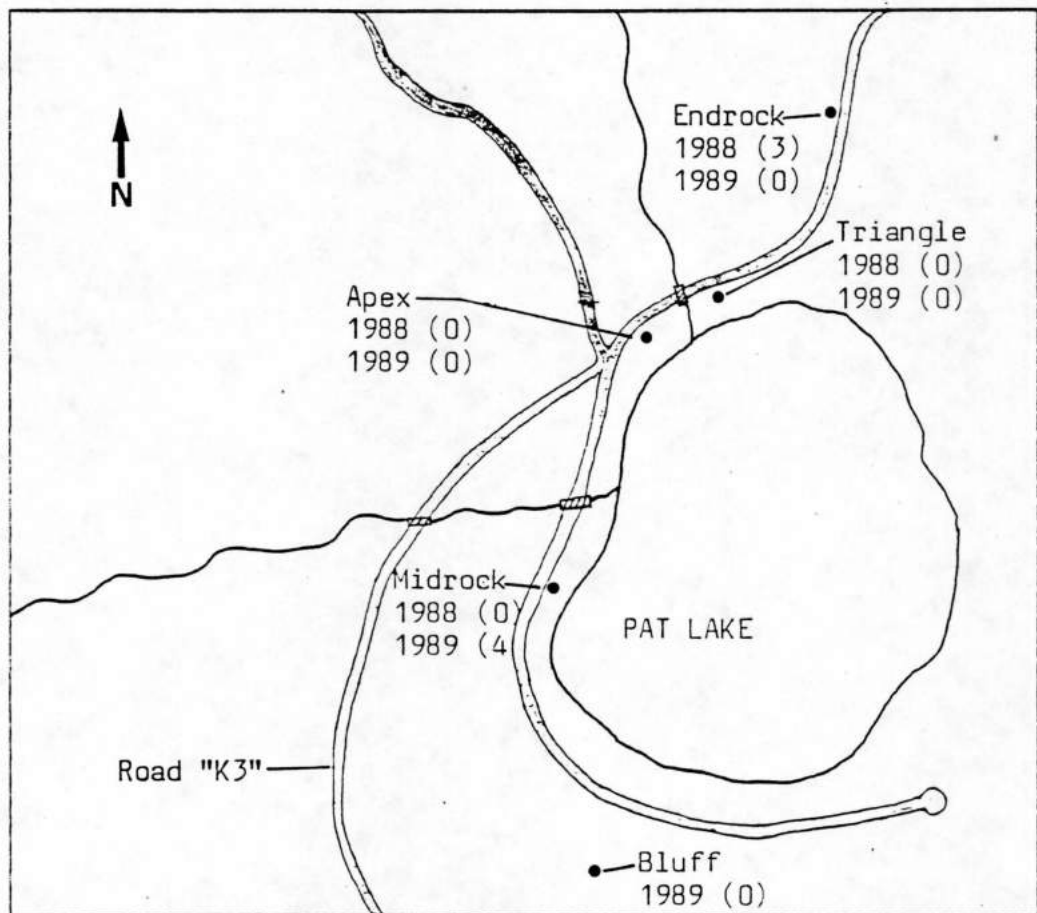 N
Endrock
1988 (3)
1989 (0)
Triangle
1988 (0)
1989 (0)
Apex
1988 (0)
1989 (0)
Midrock
1988 (0)
1989 (4
PAT LAKE
Road "K3"
Bluff
1989 (0)